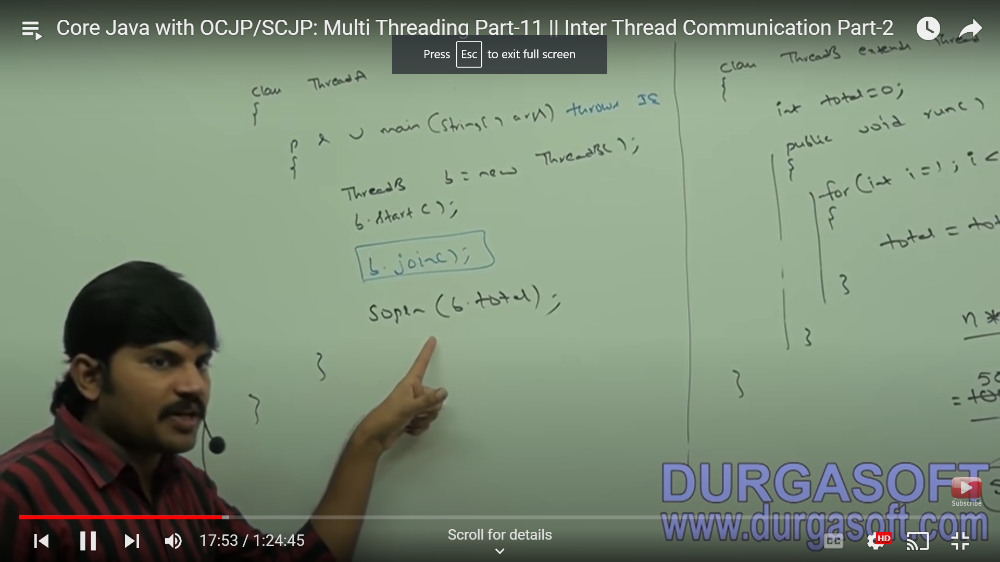 Core Java with OCJP/SCJP: Multi Threading Part-11 || Inter Thread Communication Part-2
Press Esc to exit full screen
class ThreadA
{
p s v main (String[] args) throws IE
{
ThreadB b = new ThreadB();
b.start();
b.join();
Sopln (b.total);
}
}
class ThreadB extends Thread
{
int total=0;
public void run()
{
for (int i=1; i<
{
total = tot
}
}
}
n *
50
=
DURGASOFT
www.durgasoft.com
Subscribe
17:53 / 1:24:45
Scroll for details
CC
HD